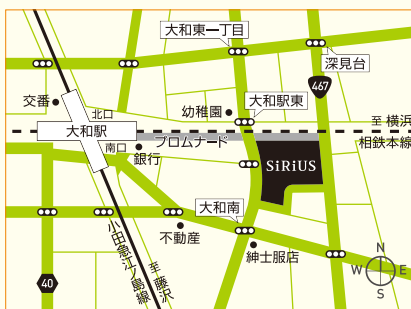 大和東一丁目
深見台
467
交番
北口
幼稚園
大和駅東
至 横浜
大和駅
プロムナード
相鉄本線
南口
銀行
SiRiUS
大和南
不動産
紳士服店
小田急江ノ島線
至 藤沢
40
N
W
E
S